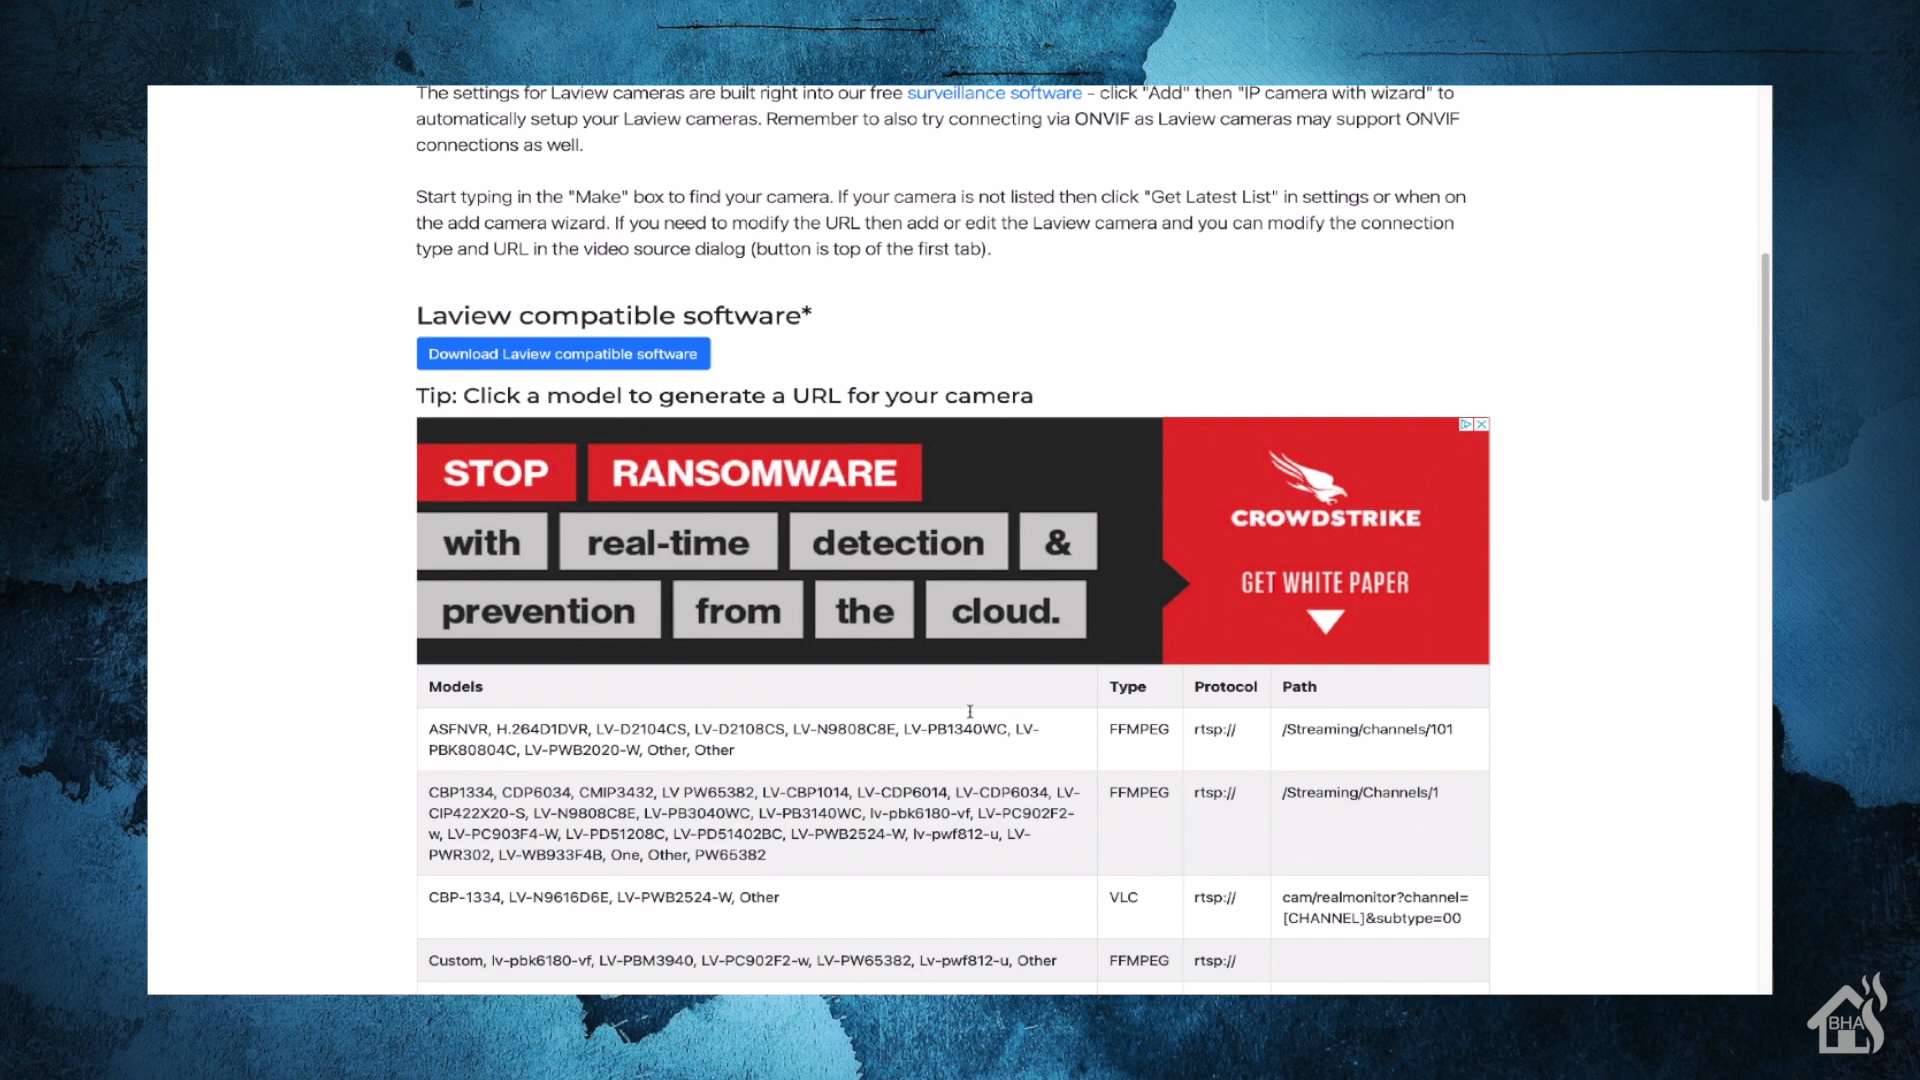 The settings for Laview cameras are built right into our free surveillance software - click "Add" then "IP camera with wizard" to
automatically setup your Laview cameras. Remember to also try connecting via ONVIF as Laview cameras may support ONVIF
connections as well.
Start typing in the "Make" box to find your camera. If your camera is not listed then click "Get Latest List" in settings or when on
the add camera wizard. If you need to modify the URL then add or edit the Laview camera and you can modify the connection
type and URL in the video source dialog (button is top of the first tab).
Laview compatible software*
Download Laview compatible software
Tip: Click a model to generate a URL for your camera
STOP RANSOMWARE
with real-time detection &
prevention from the cloud.
CROWDSTRIKE
GET WHITE PAPER
Models Type Protocol Path
ASFNVR, H.264D1DVR, LV-D2104CS, LV-D2108CS, LV-N9808C8E, LV-PB1340WC, LV- FFMPEG rtsp:// /Streaming/channels/101
PBK80804C, LV-PWB2020-W, Other, Other
CBP1334, CDP6034, CMIP3432, LV PW65382, LV-CBP1014, LV-CDP6014, LV-CDP6034, LV- FFMPEG rtsp:// /Streaming/Channels/1
CIP422X20-S, LV-N9808C8E, LV-PB3040WC, LV-PB3140WC, lv-pbk6180-vf, LV-PC902F2-
w, LV-PC903F4-W, LV-PD51208C, LV-PD51402BC, LV-PWB2524-W, lv-pwf812-u, LV-
PWR302, LV-WB933F4B, One, Other, PW65382
CBP-1334, LV-N9616D6E, LV-PWB2524-W, Other VLC rtsp:// cam/realmonitor?channel=
[CHANNEL]&subtype=00
Custom, lv-pbk6180-vf, LV-PBM3940, LV-PC902F2-w, LV-PW65382, Lv-pwf812-u, Other FFMPEG rtsp://
BHA